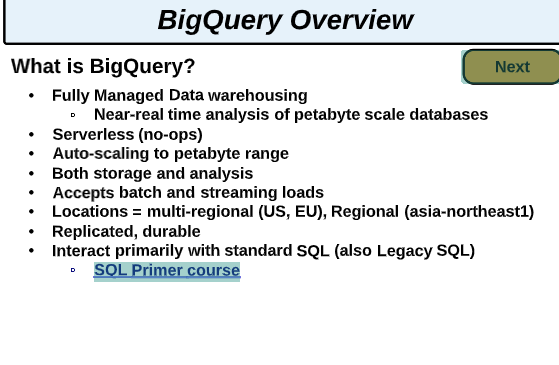 BigQuery Overview
What is BigQuery?
Next
• Fully Managed Data warehousing
▫ Near-real time analysis of petabyte scale databases
• Serverless (no-ops)
• Auto-scaling to petabyte range
• Both storage and analysis
• Accepts batch and streaming loads
• Locations = multi-regional (US, EU), Regional (asia-northeast1)
• Replicated, durable
• Interact primarily with standard SQL (also Legacy SQL)
▫ SQL Primer course